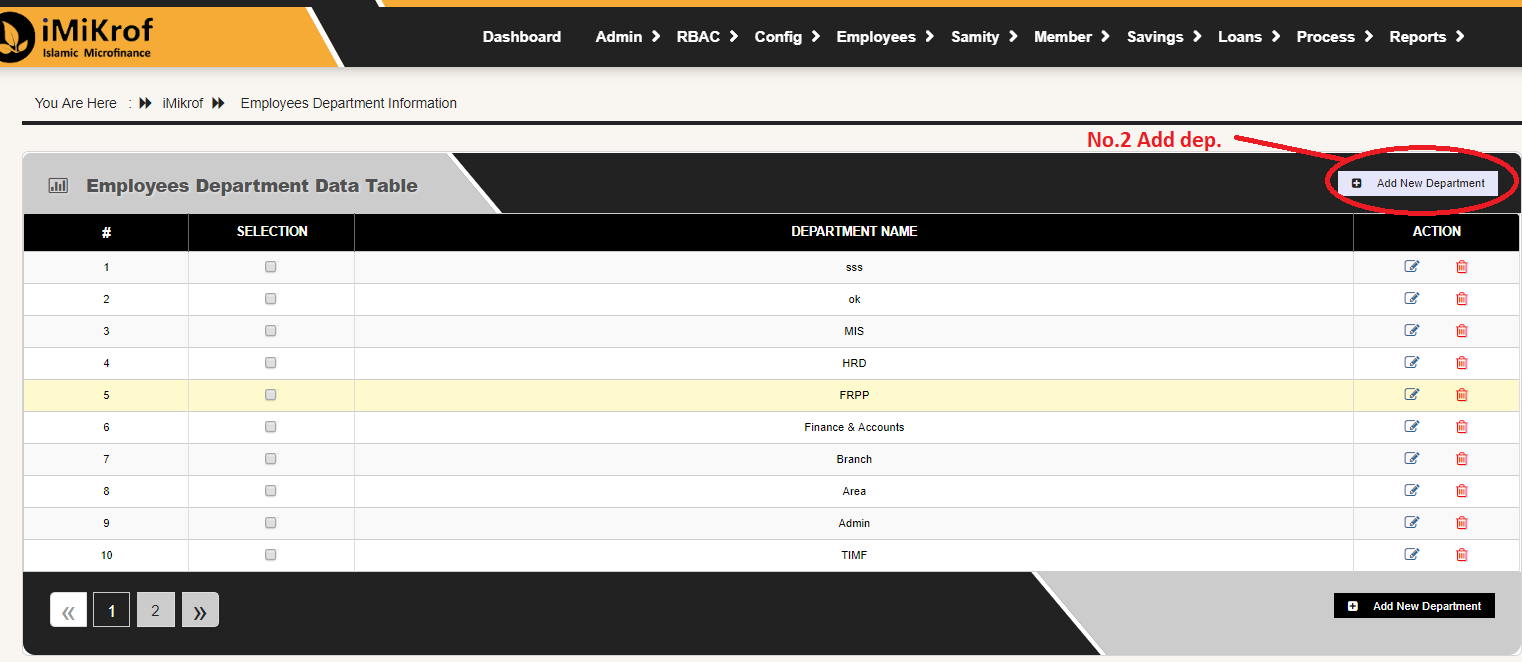 iMiKrof
Islamic Microfinance
Dashboard Admin RBAC Config Employees Samity Member Savings Loans Process Reports
You Are Here : iMikrof Employees Department Information
No.2 Add dep.
Employees Department Data Table
Add New Department
# SELECTION DEPARTMENT NAME ACTION
1 sss
2 ok
3 MIS
4 HRD
5 FRPP
6 Finance & Accounts
7 Branch
8 Area
9 Admin
10 TIMF
« 1 2 »
Add New Department